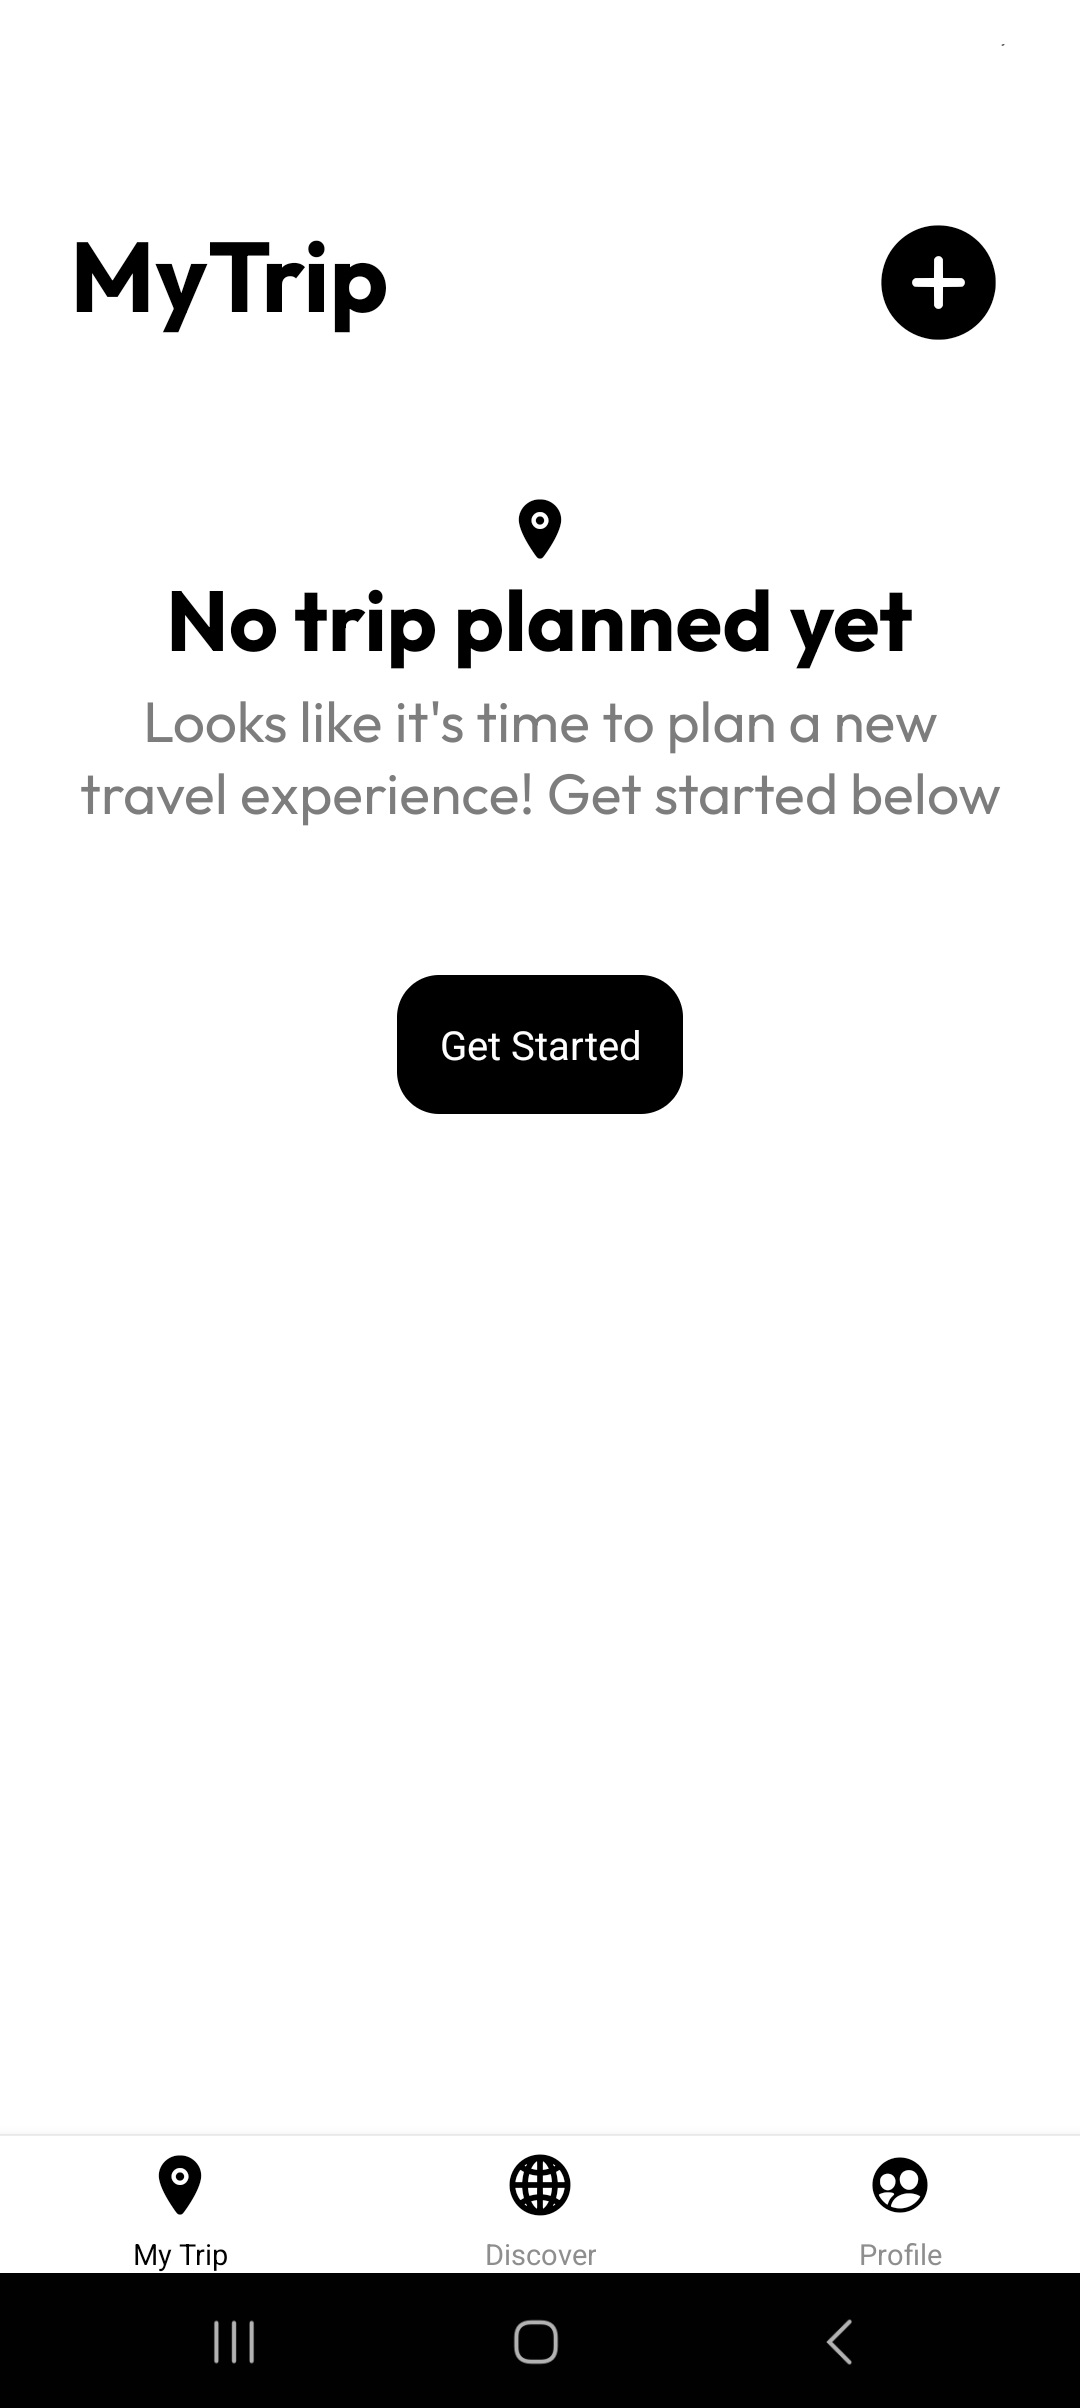 MyTrip
No trip planned yet
Looks like it's time to plan a new
travel experience! Get started below
Get Started
My Trip
Discover
Profile